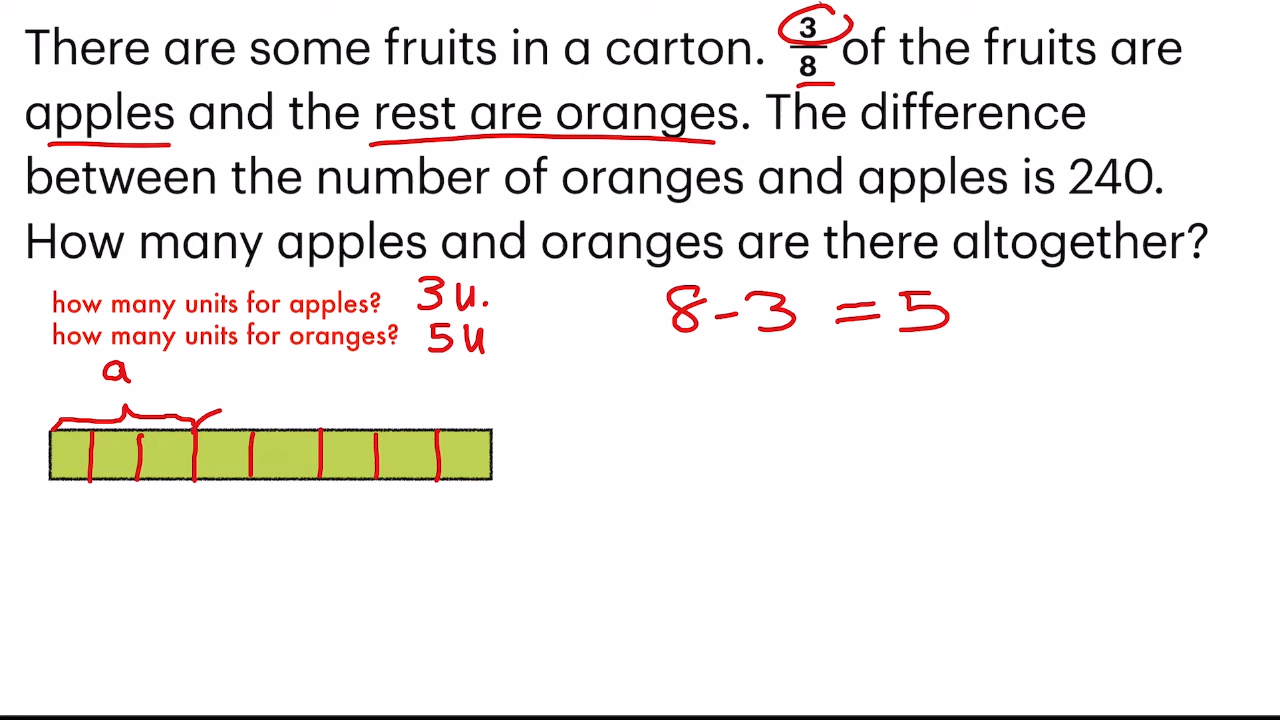 There are some fruits in a carton. 3/8 of the fruits are
apples and the rest are oranges. The difference
between the number of oranges and apples is 240.
How many apples and oranges are there altogether?
how many units for apples? 3u.
how many units for oranges? 5u
8-3 = 5
a